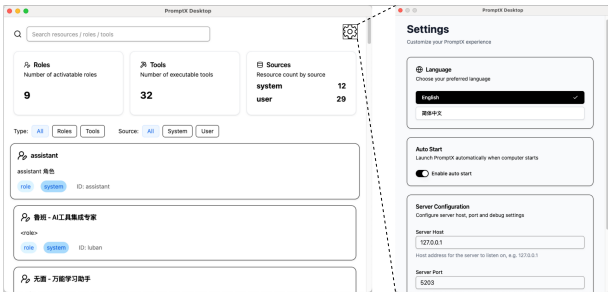 PromptX Desktop
Search resources / roles / tools
Roles
Number of activatable roles
9
Tools
Number of executable tools
32
Sources
Resource count by source
system 12
user 29
Type: All Roles Tools Source: All System User
assistant
assistant 角色
role system ID: assistant
鲁班 - AI工具集成专家
<role>
role system ID: luban
无面 - 万能学习助手
PromptX Desktop
Settings
Customize your PromptX experience
Language
Choose your preferred language
English
简体中文
Auto Start
Launch PromptX automatically when computer starts
Enable auto start
Server Configuration
Configure server host, port and debug settings
Server Host
127.0.0.1
Host address for the server to listen on, e.g. 127.0.0.1
Server Port
5203